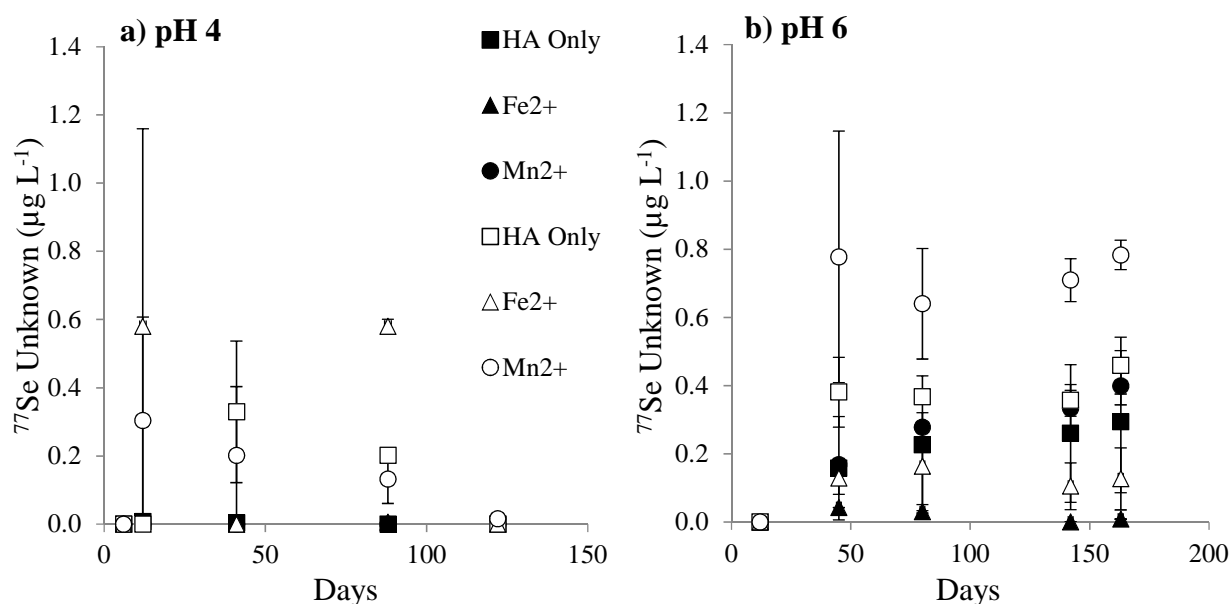 a) pH 4
1.4
1.2
1.0
0.8
0.6
0.4
0.2
0.0
⁷⁷Se Unknown (µg L⁻¹)
0 50 100 150
Days
HA Only
Fe2+
Mn2+
HA Only
Fe2+
Mn2+
b) pH 6
1.4
1.2
1.0
0.8
0.6
0.4
0.2
0.0
⁷⁷Se Unknown (µg L⁻¹)
0 50 100 150 200
Days